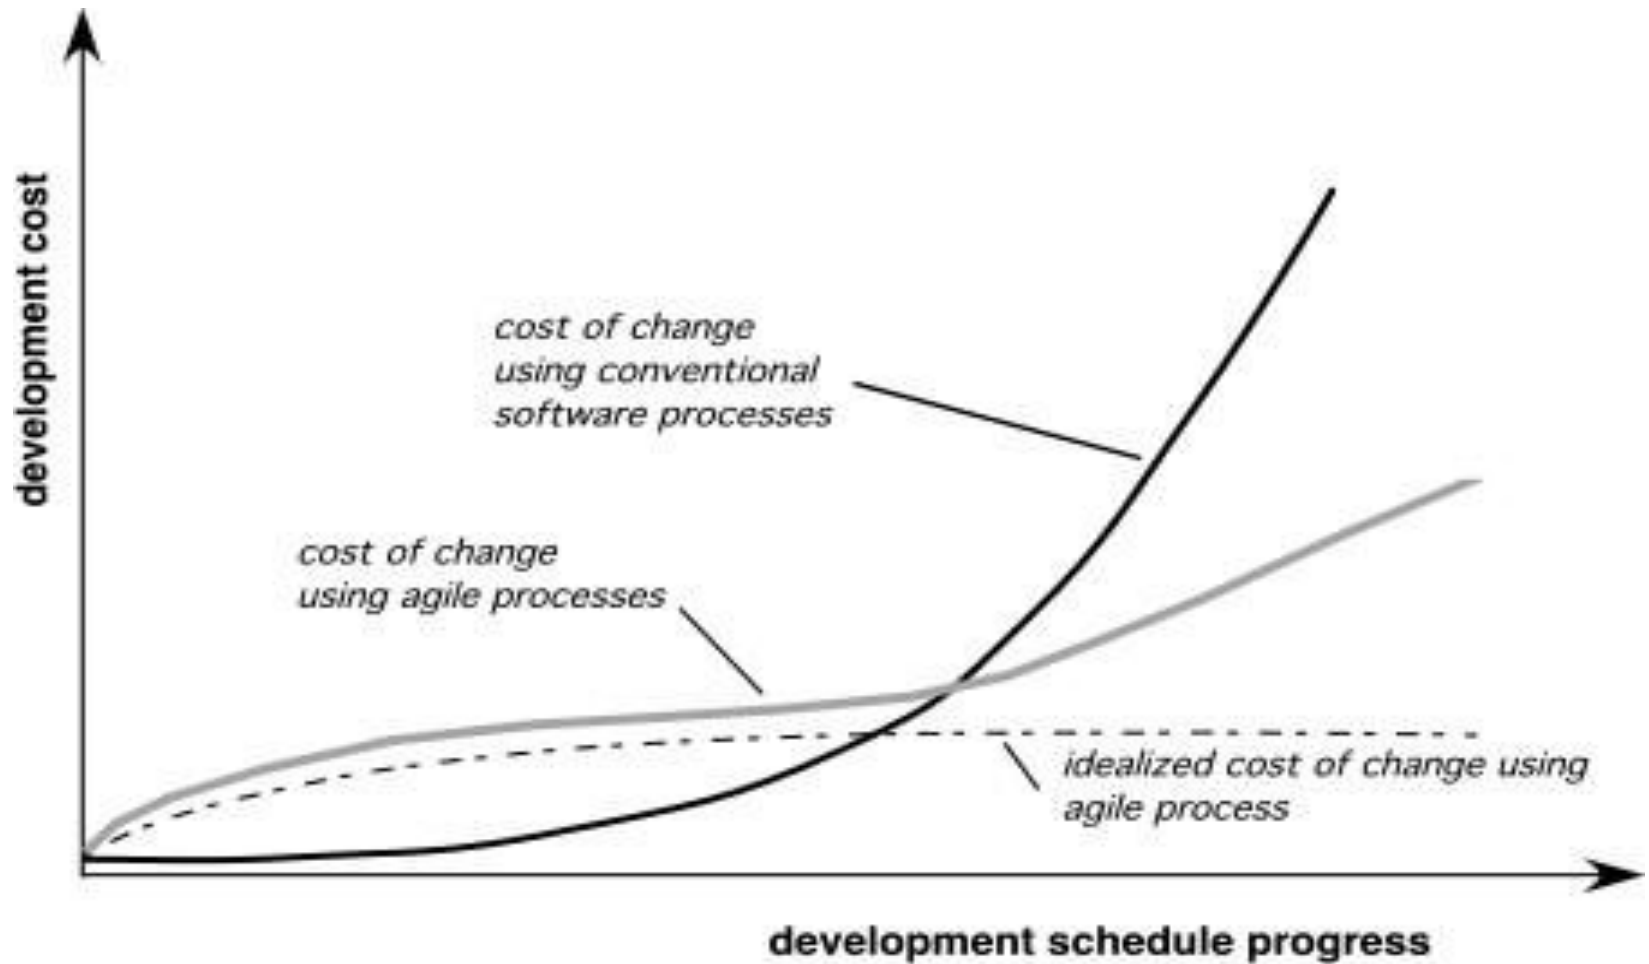 development cost
cost of change
using conventional
software processes
cost of change
using agile processes
idealized cost of change using
agile process
development schedule progress